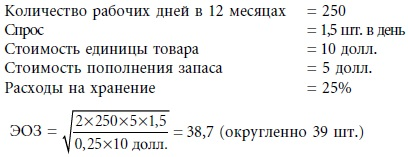 Количество рабочих дней в 12 месяцах = 250
Спрос = 1,5 шт. в день
Стоимость единицы товара = 10 долл.
Стоимость пополнения запаса = 5 долл.
Расходы на хранение = 25%
ЭОЗ = √(2×250×5×1,5 / 0,25×10 долл.) = 38,7 (округленно 39 шт.)